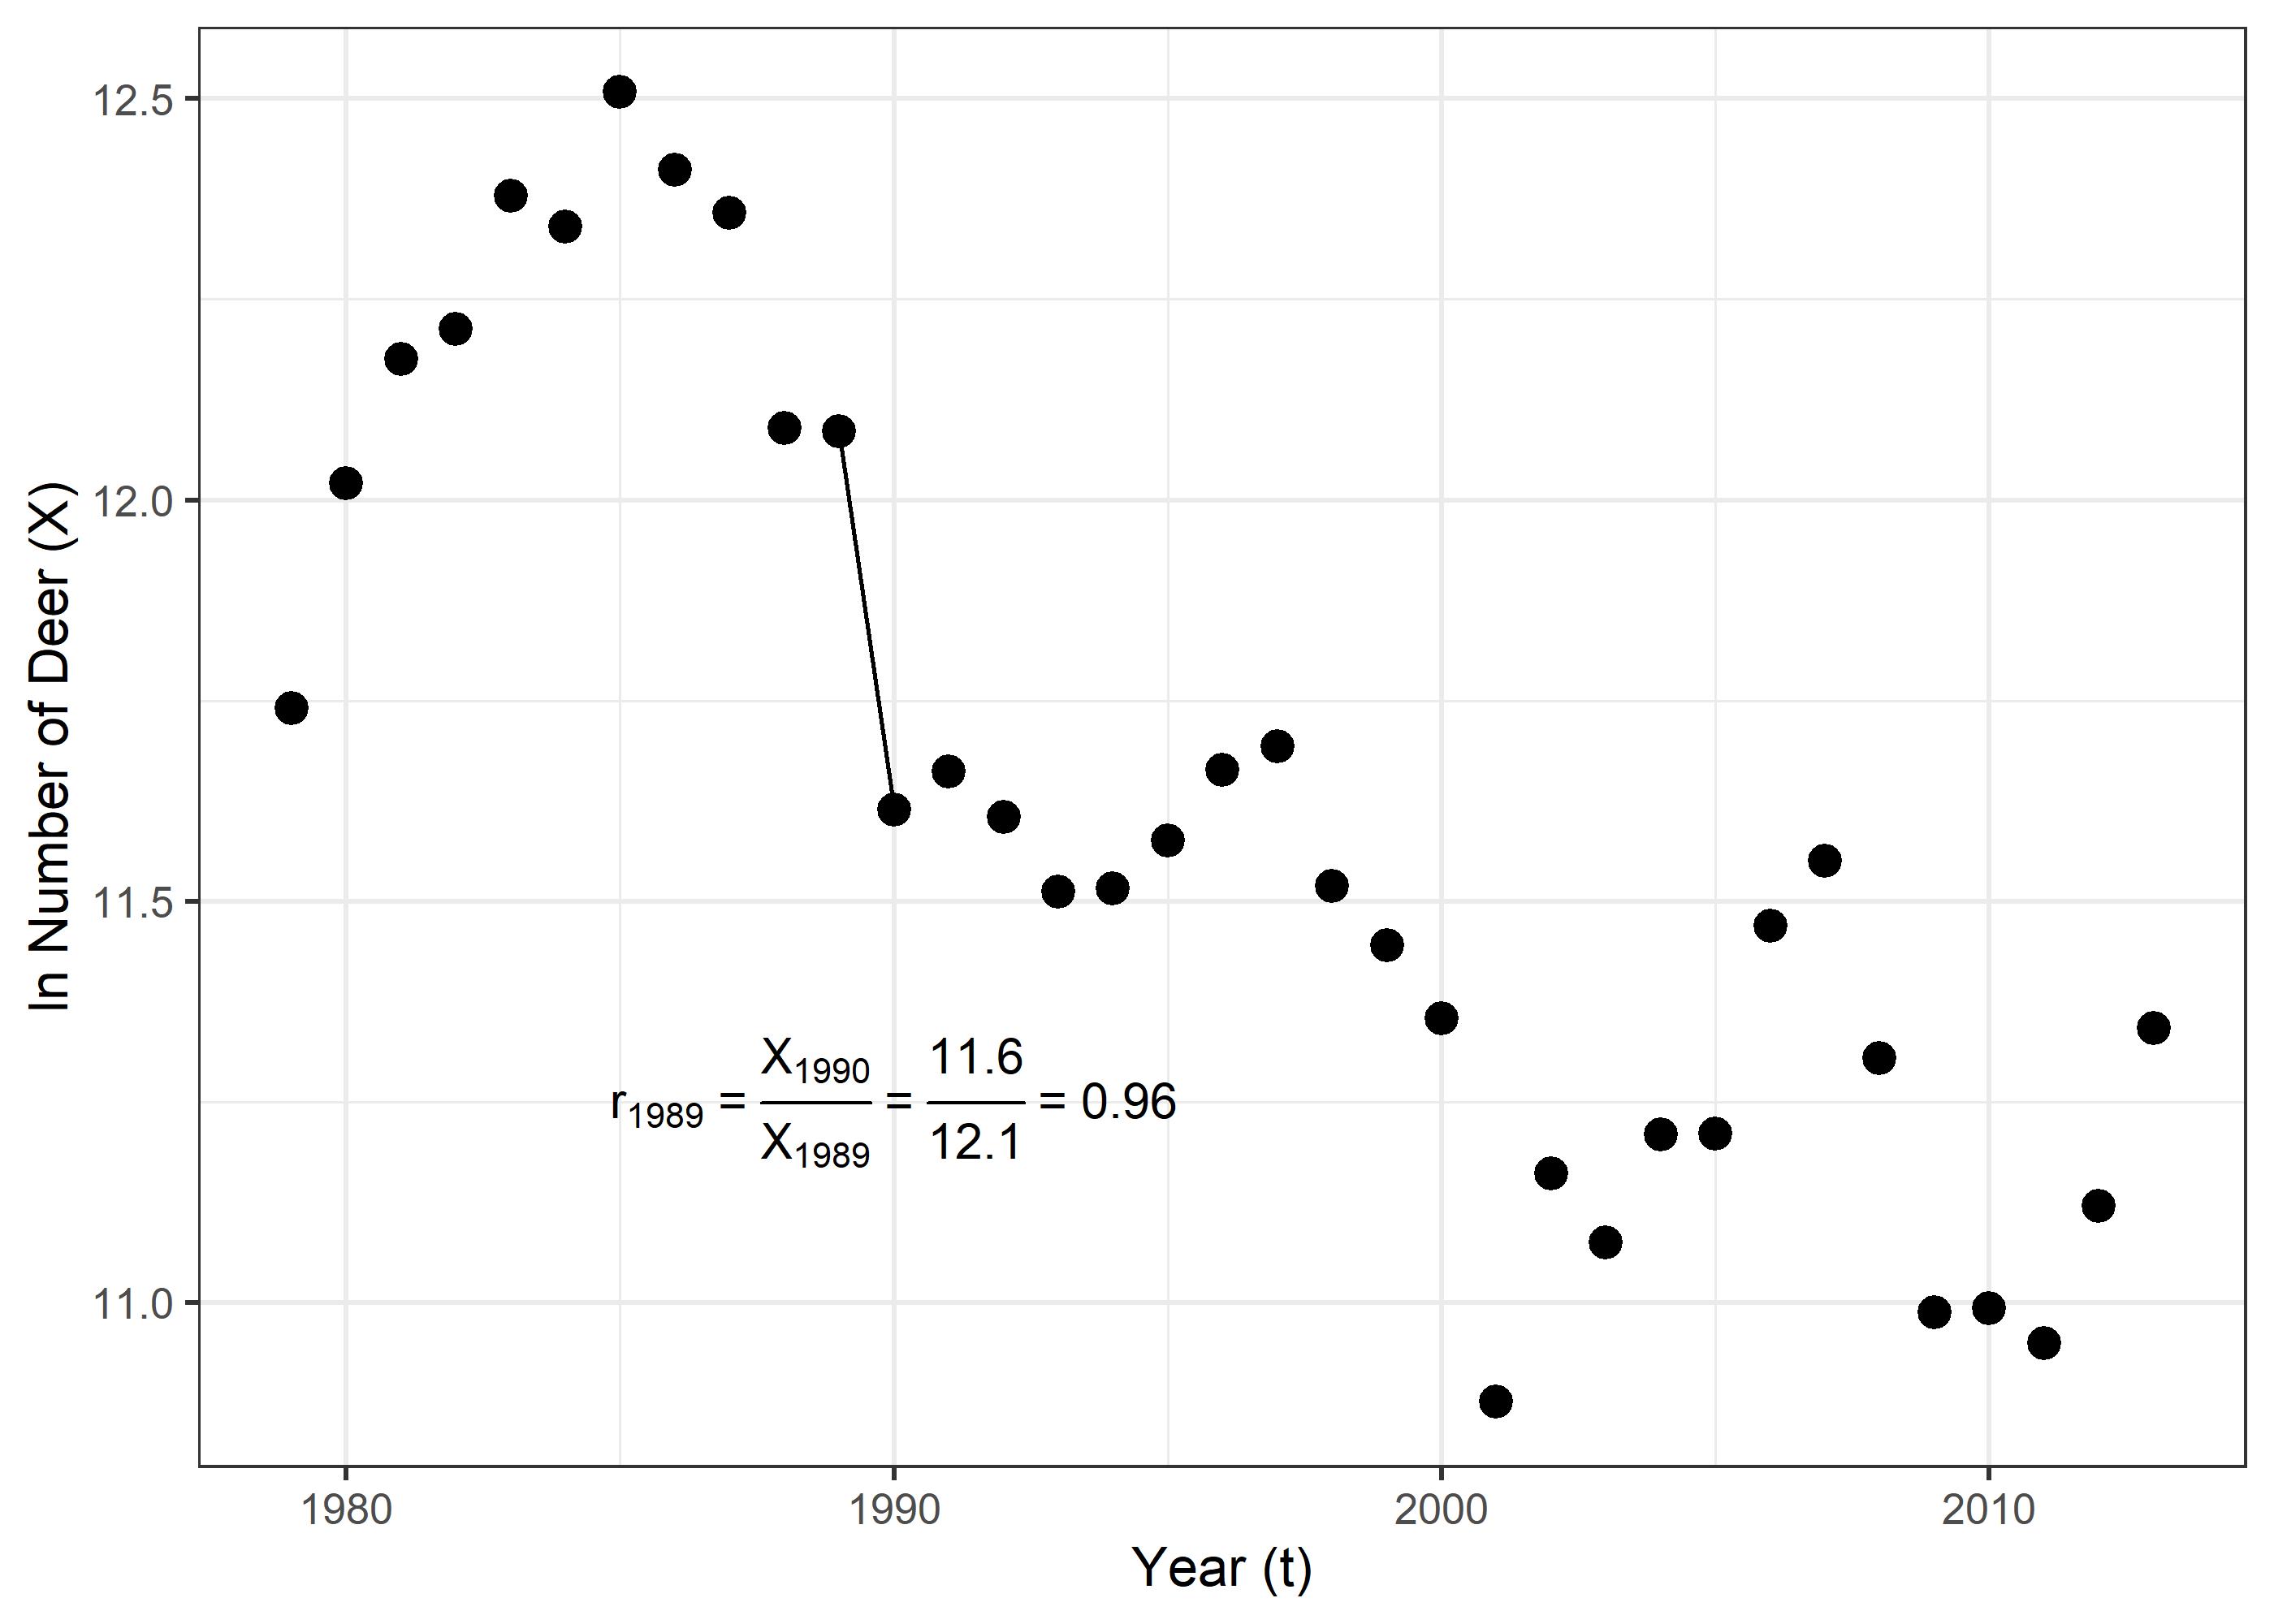 ln Number of Deer (X)
12.5
12.0
11.5
11.0
r1989 = X1990 / X1989 = 11.6 / 12.1 = 0.96
1980 1990 2000 2010
Year (t)